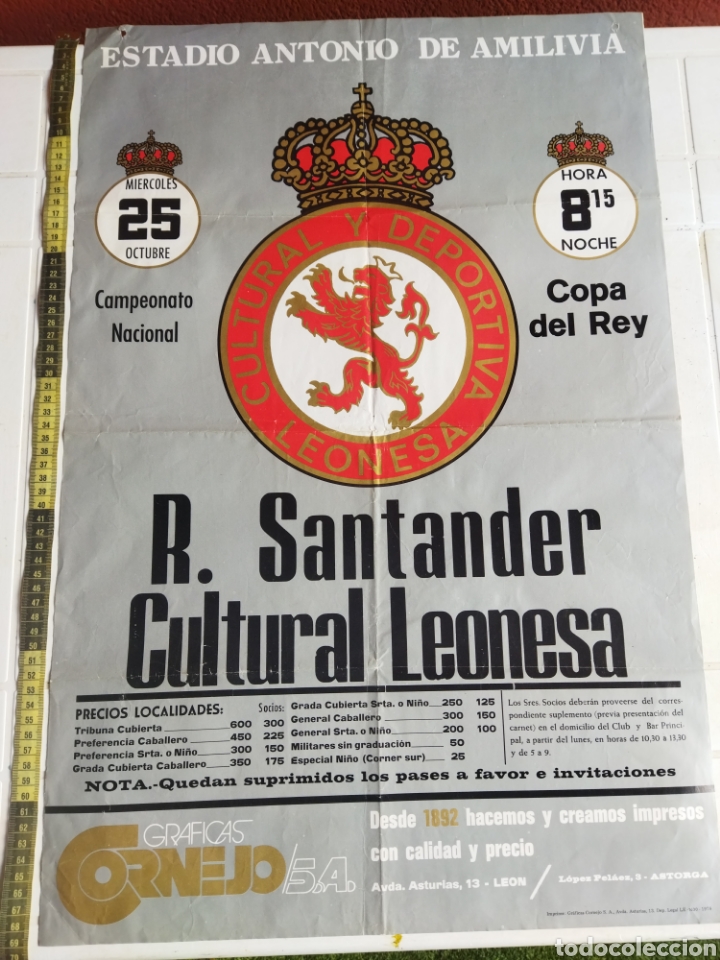 ESTADIO ANTONIO DE AMILIVIA
MIERCOLES
25
OCTUBRE
HORA
8 15
NOCHE
Campeonato
Nacional
Copa
del Rey
CULTURAL Y DEPORTIVA
LEONESA
R. Santander
Cultural Leonesa
PRECIOS LOCALIDADES: Socios:
Tribuna Cubierta 600 300
Preferencia Caballero 450 225
Preferencia Srta. o Niño 300 150
Grada Cubierta Caballero 350 175
Grada Cubierta Srta. o Niño 250 125
General Caballero 300 150
General Srta. o Niño 200 100
Militares sin graduación 50
Especial Niño (Corner sur) 25
Los Sres. Socios deberán proveerse del corres-
pondiente suplemento (previa presentación del
carnet) en el domicilio del Club y Bar Princi-
pal, a partir del lunes, en horas de 10,30 a 13,30
y de 5 a 9.
NOTA.-Quedan suprimidos los pases a favor e invitaciones
GRAFICAS
CORNEJO/S.A.
Desde 1892 hacemos y creamos impresos
con calidad y precio
Avda. Asturias, 13 - LEON / López Peláez, 3 - ASTORGA
todocoleccion